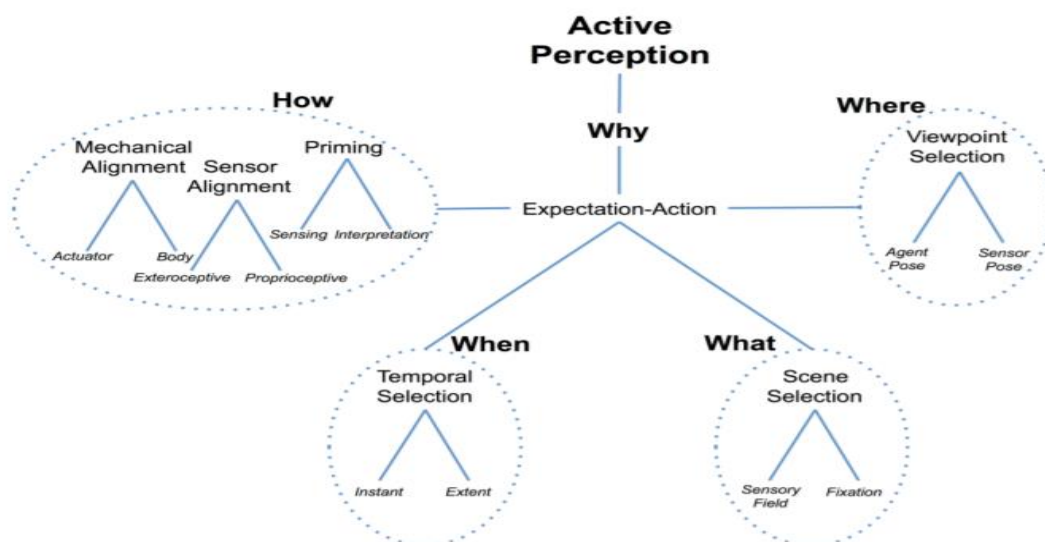 Active
Perception
Why
Expectation-Action
How
Mechanical
Alignment
Actuator
Body
Sensor
Alignment
Exteroceptive
Proprioceptive
Priming
Sensing
Interpretation
Where
Viewpoint
Selection
Agent
Pose
Sensor
Pose
When
Temporal
Selection
Instant
Extent
What
Scene
Selection
Sensory
Field
Fixation